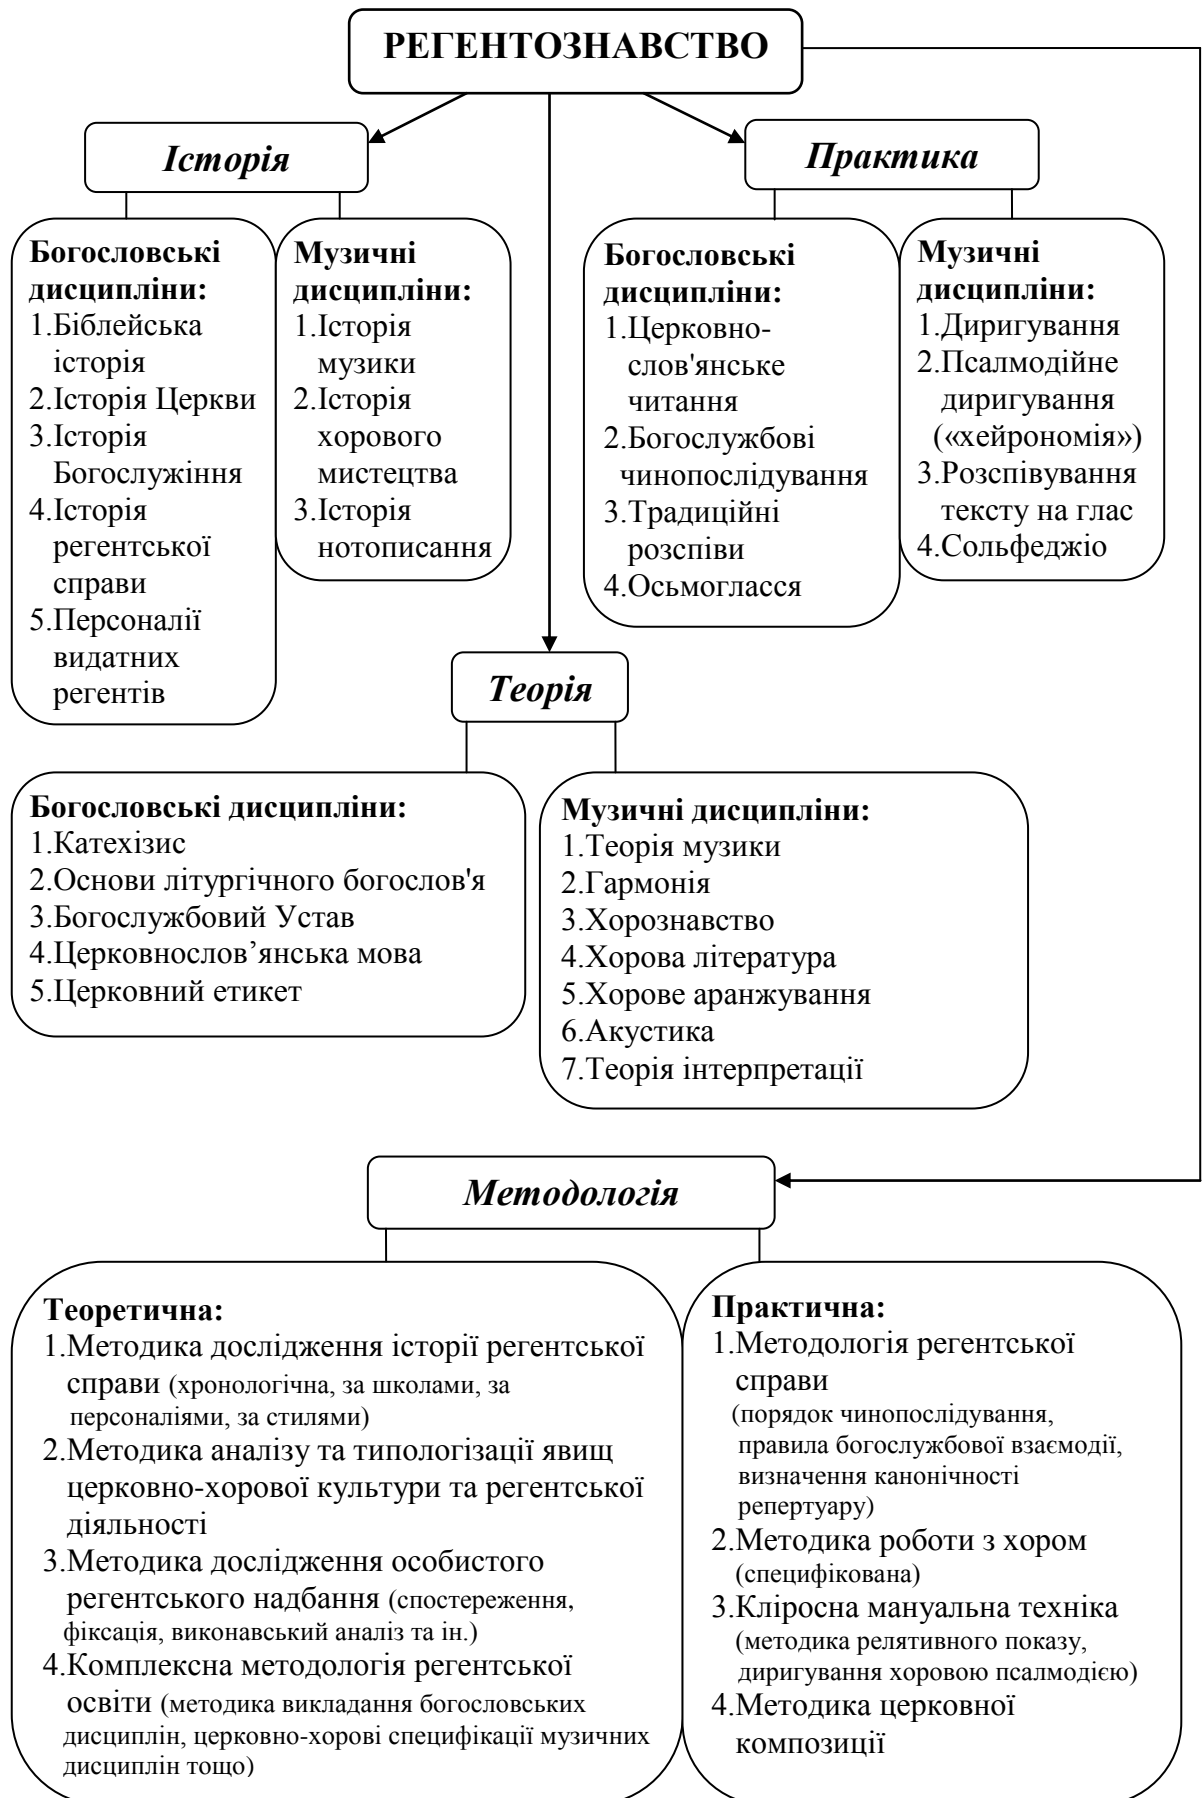 РЕГЕНТОЗНАВСТВО
Історія
Практика
Богословські
дисципліни:
1.Біблейська
історія
2.Історія Церкви
3.Історія
Богослужіння
4.Історія
регентської
справи
5.Персоналії
видатних
регентів
Музичні
дисципліни:
1.Історія
музики
2.Історія
хорового
мистецтва
3.Історія
нотописання
Богословські
дисципліни:
1.Церковно-
слов'янське
читання
2.Богослужбові
чинопослідування
3.Традиційні
розспіви
4.Осьмогласся
Музичні
дисципліни:
1.Диригування
2.Псалмодійне
диригування
(«хейрономія»)
3.Розспівування
тексту на глас
4.Сольфеджіо
Теорія
Богословські дисципліни:
1.Катехізис
2.Основи літургічного богослов'я
3.Богослужбовий Устав
4.Церковнослов’янська мова
5.Церковний етикет
Музичні дисципліни:
1.Теорія музики
2.Гармонія
3.Хорознавство
4.Хорова література
5.Хорове аранжування
6.Акустика
7.Теорія інтерпретації
Методологія
Теоретична:
1.Методика дослідження історії регентської
справи (хронологічна, за школами, за
персоналіями, за стилями)
2.Методика аналізу та типологізації явищ
церковно-хорової культури та регентської
діяльності
3.Методика дослідження особистого
регентського надбання (спостереження,
фіксація, виконавський аналіз та ін.)
4.Комплексна методологія регентської
освіти (методика викладання богословських
дисциплін, церковно-хорові специфікації музичних
дисциплін тощо)
Практична:
1.Методологія регентської
справи
(порядок чинопослідування,
правила богослужбової взаємодії,
визначення канонічності
репертуару)
2.Методика роботи з хором
(специфікована)
3.Кліросна мануальна техніка
(методика релятивного показу,
диригування хоровою псалмодією)
4.Методика церковної
композиції